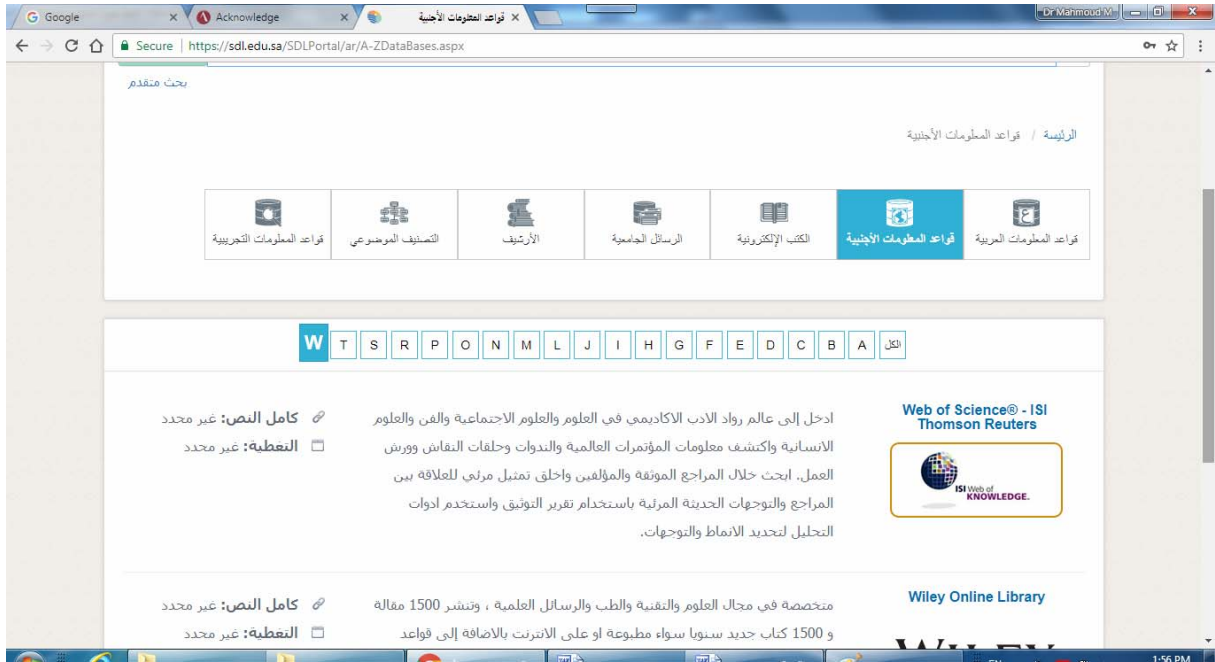 Google
Acknowledge
قواعد المعلومات الأجنبية
Dr Mahmoud M
Secure
https://sdl.edu.sa/SDLPortal/ar/A-ZDataBases.aspx
بحث متقدم
الرئيسة / قواعد المعلومات الأجنبية
قواعد المعلومات العربية
قواعد المعلومات الأجنبية
الكتب الإلكترونية
الرسائل الجامعية
الأرشيف
التصنيف الموضوعي
قواعد المعلومات التجريبية
الكل A B C D E F G H I J L M N O P R S T W
Web of Science® - ISI
Thomson Reuters
ISI Web of
KNOWLEDGE.
ادخل إلى عالم رواد الادب الاكاديمي في العلوم والعلوم الاجتماعية والفن والعلوم
الانسانية واكتشف معلومات المؤتمرات العالمية والندوات وحلقات النقاش وورش
العمل. ابحث خلال المراجع الموثقة والمؤلفين واخلق تمثيل مرئي للعلاقة بين
المراجع والتوجهات الحديثة المرئية باستخدام تقرير التوثيق واستخدم ادوات
التحليل لتحديد الانماط والتوجهات.
كامل النص: غير محدد
التغطية: غير محدد
Wiley Online Library
WILEY
متخصصة في مجال العلوم والتقنية والطب والرسائل العلمية ، وتنشر 1500 مقالة
و 1500 كتاب جديد سنويا سواء مطبوعة او على الانترنت بالاضافة إلى قواعد
كامل النص: غير محدد
التغطية: غير محدد
1:56 PM